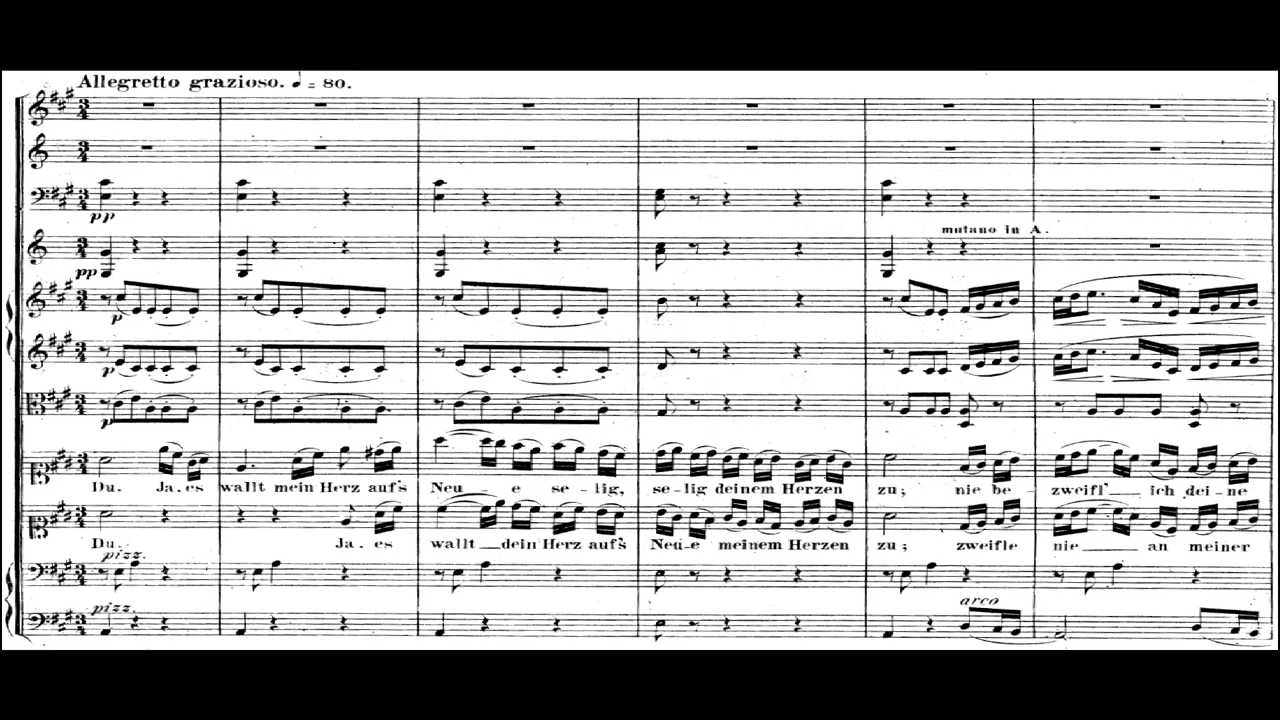 Allegretto grazioso. ♩ = 80.
pp
mutano in A.
pp
p
p
p
Du. Ja, es wallt mein Herz auf's Neu - e se - lig, se - lig deinem Herzen zu; nie be - zweifl' ich dei - ne
Du. Ja, es wallt dein Herz auf's Neu - e meinem Herzen zu; zweifle nie an meiner
pizz.
pizz. arco